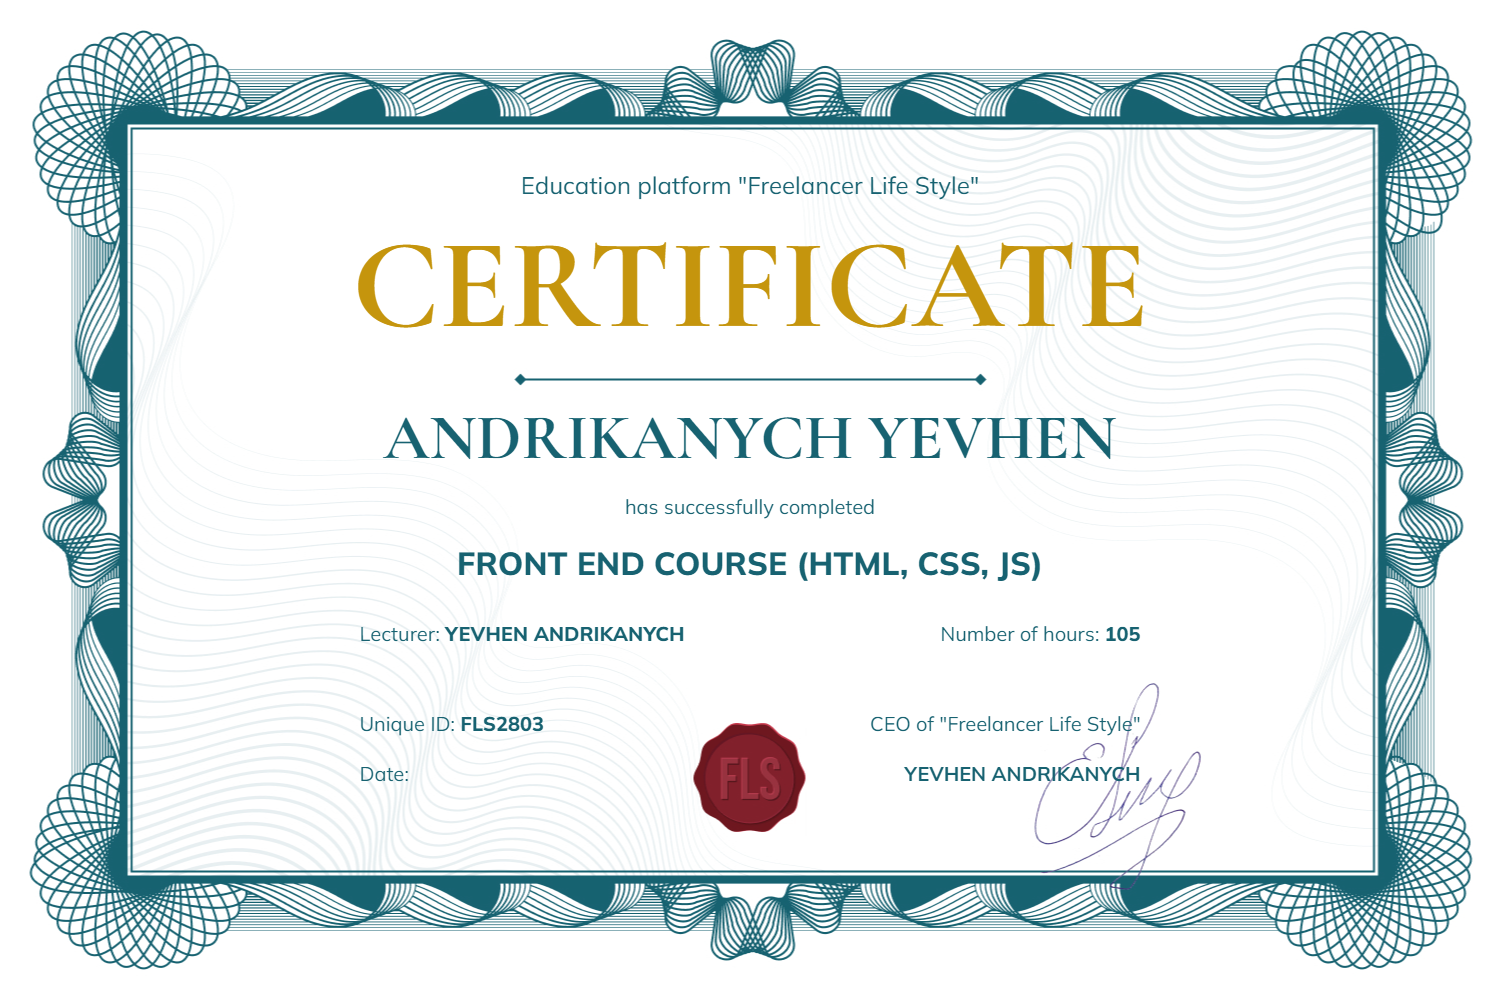 Education platform "Freelancer Life Style"
CERTIFICATE
ANDRIKANYCH YEVHEN
has successfully completed
FRONT END COURSE (HTML, CSS, JS)
Lecturer: YEVHEN ANDRIKANYCH
Number of hours: 105
Unique ID: FLS2803
CEO of "Freelancer Life Style"
Date:
YEVHEN ANDRIKANYCH
FLS